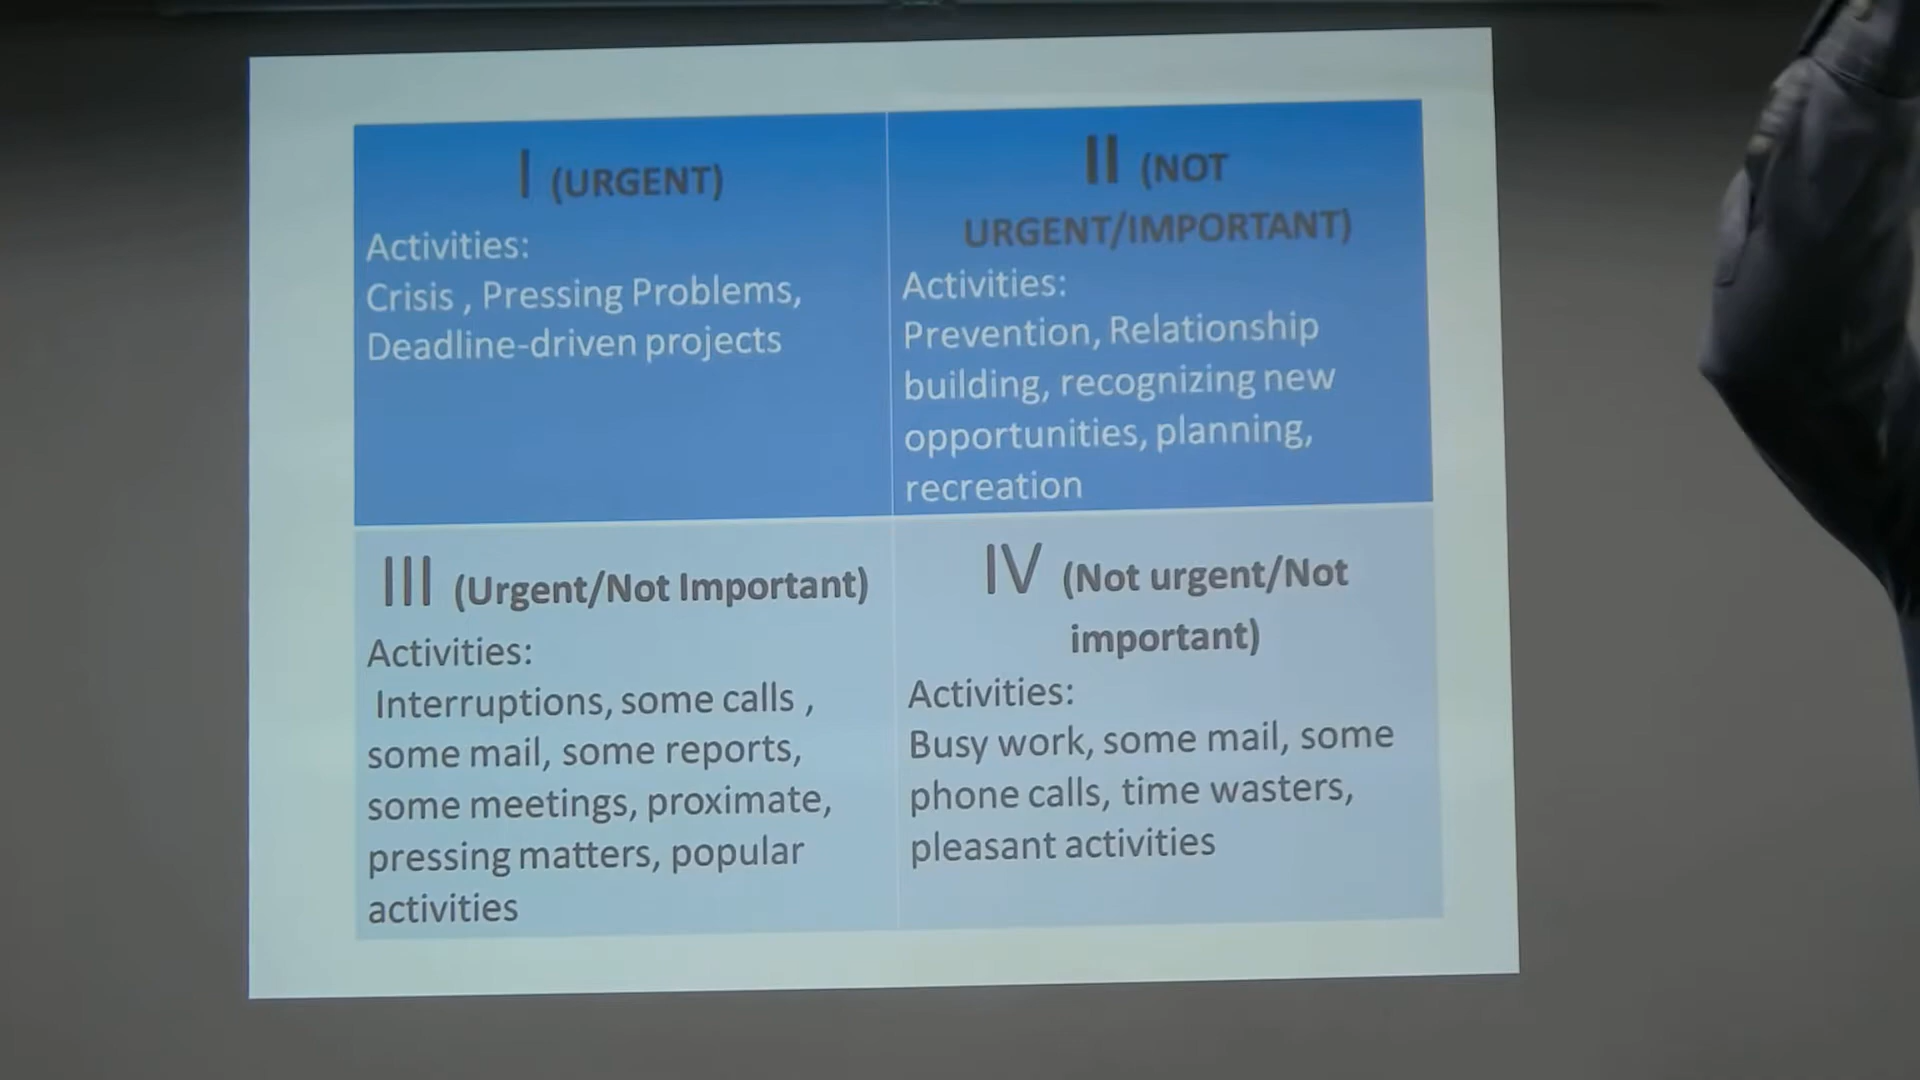 I (URGENT)
Activities:
Crisis , Pressing Problems,
Deadline-driven projects
II (NOT
URGENT/IMPORTANT)
Activities:
Prevention, Relationship
building, recognizing new
opportunities, planning,
recreation
III (Urgent/Not Important)
Activities:
Interruptions, some calls ,
some mail, some reports,
some meetings, proximate,
pressing matters, popular
activities
IV (Not urgent/Not
important)
Activities:
Busy work, some mail, some
phone calls, time wasters,
pleasant activities